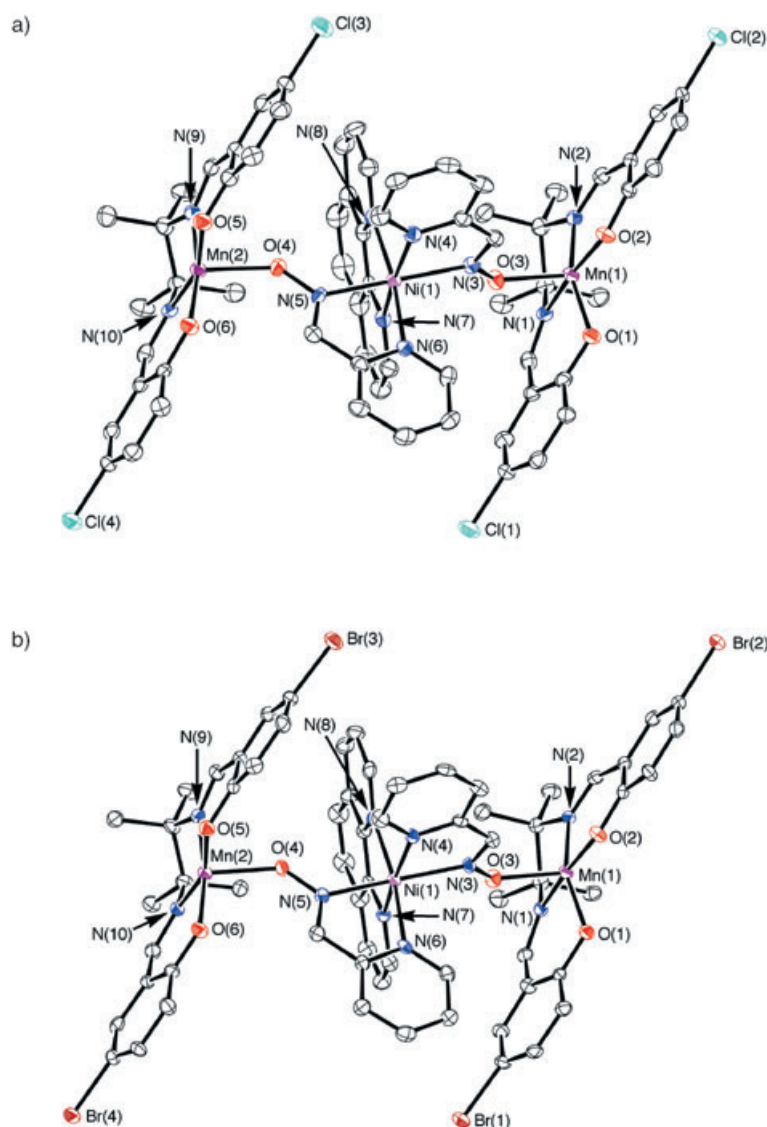 a)
Cl(3)
Cl(2)
N(9)
N(8)
N(2)
O(5)
O(4)
N(4)
O(3)
O(2)
Mn(2)
Ni(1)
N(3)
Mn(1)
N(5)
N(10)
O(6)
N(7)
N(6)
N(1)
O(1)
Cl(4)
Cl(1)
b)
Br(3)
Br(2)
N(9)
N(8)
N(2)
O(5)
O(4)
N(4)
O(3)
O(2)
Mn(2)
Ni(1)
N(3)
Mn(1)
N(5)
N(10)
O(6)
N(7)
N(6)
N(1)
O(1)
Br(4)
Br(1)